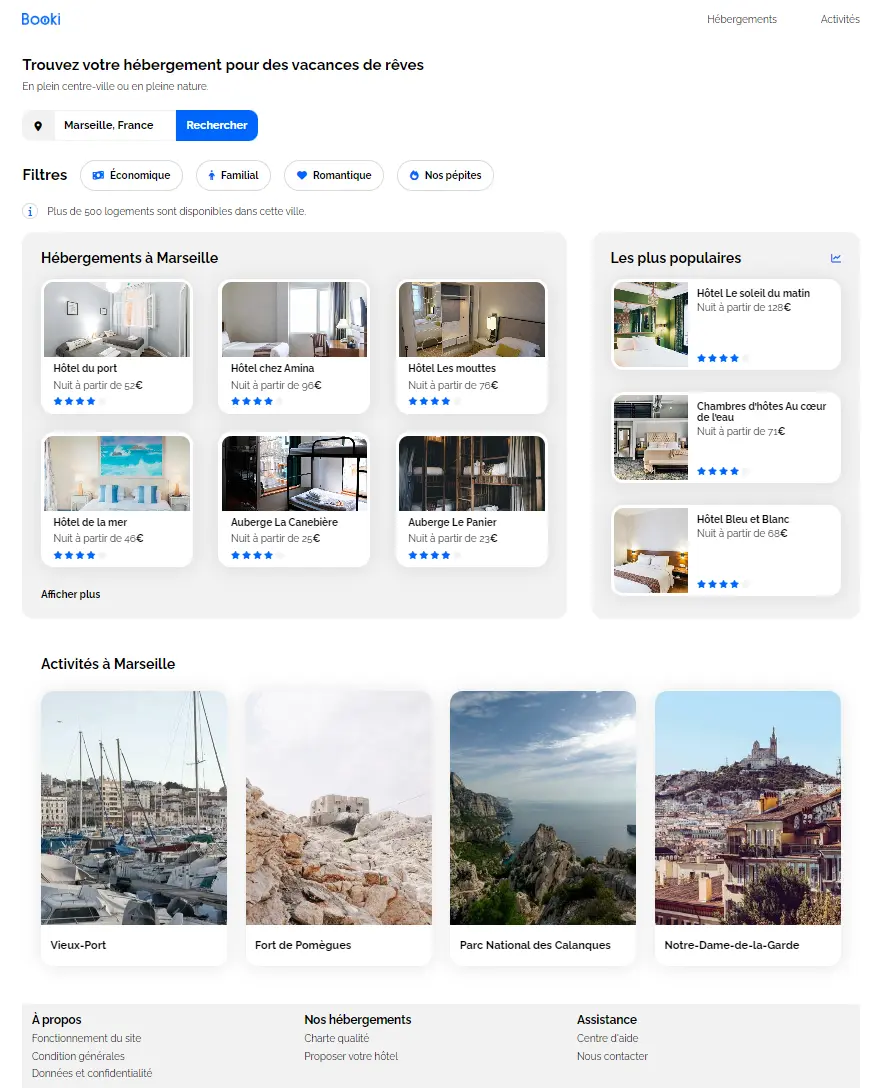 Booki
Hébergements
Activités
Trouvez votre hébergement pour des vacances de rêves
En plein centre-ville ou en pleine nature.
Marseille, France
Rechercher
Filtres
Économique
Familial
Romantique
Nos pépites
Plus de 500 logements sont disponibles dans cette ville.
Hébergements à Marseille
Hôtel du port
Nuit à partir de 52€
Hôtel chez Amina
Nuit à partir de 96€
Hôtel Les mouttes
Nuit à partir de 76€
Hôtel de la mer
Nuit à partir de 46€
Auberge La Canebière
Nuit à partir de 25€
Auberge Le Panier
Nuit à partir de 23€
Afficher plus
Les plus populaires
Hôtel Le soleil du matin
Nuit à partir de 128€
Chambres d'hôtes Au cœur
de l'eau
Nuit à partir de 71€
Hôtel Bleu et Blanc
Nuit à partir de 68€
Activités à Marseille
Vieux-Port
Fort de Pomègues
Parc National des Calanques
Notre-Dame-de-la-Garde
À propos
Fonctionnement du site
Condition générales
Données et confidentialité
Nos hébergements
Charte qualité
Proposer votre hôtel
Assistance
Centre d'aide
Nous contacter